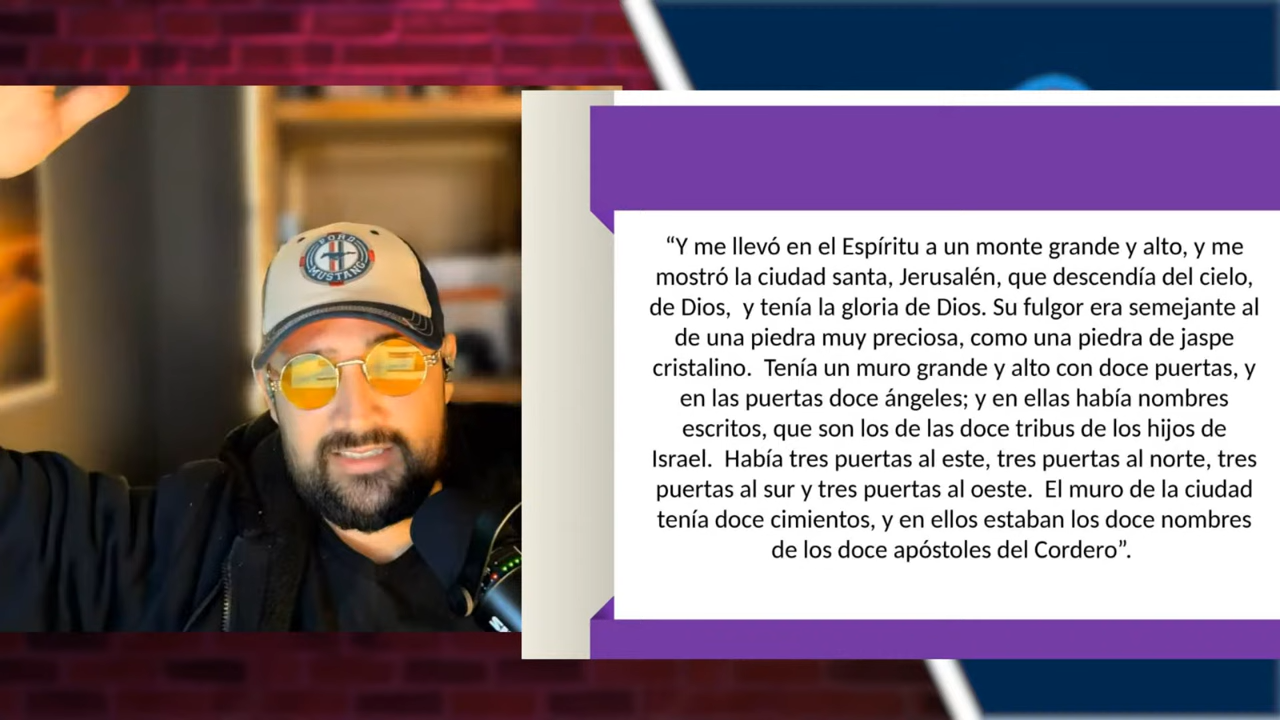 FORD
MUSTANG
“Y me llevó en el Espíritu a un monte grande y alto, y me
mostró la ciudad santa, Jerusalén, que descendía del cielo,
de Dios,  y tenía la gloria de Dios. Su fulgor era semejante al
de una piedra muy preciosa, como una piedra de jaspe
cristalino.  Tenía un muro grande y alto con doce puertas, y
en las puertas doce ángeles; y en ellas había nombres
escritos, que son los de las doce tribus de los hijos de
Israel.  Había tres puertas al este, tres puertas al norte, tres
puertas al sur y tres puertas al oeste.  El muro de la ciudad
tenía doce cimientos, y en ellos estaban los doce nombres
de los doce apóstoles del Cordero”.